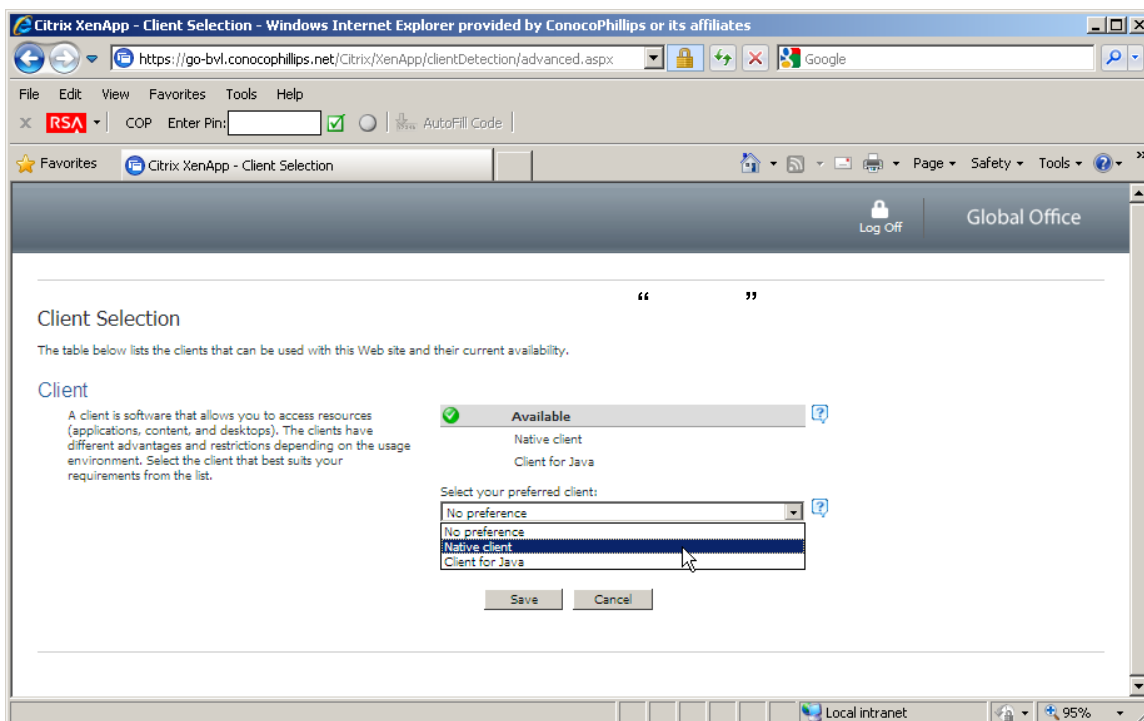 Citrix XenApp - Client Selection - Windows Internet Explorer provided by ConocoPhillips or its affiliates
https://go-bvl.conocophillips.net/Citrix/XenApp/clientDetection/advanced.aspx Google
File Edit View Favorites Tools Help
x RSA COP Enter Pin: AutoFill Code
Favorites Citrix XenApp - Client Selection Page Safety Tools »
Log Off Global Office
“ ”
Client Selection
The table below lists the clients that can be used with this Web site and their current availability.
Client
A client is software that allows you to access resources
(applications, content, and desktops). The clients have
different advantages and restrictions depending on the usage
environment. Select the client that best suits your
requirements from the list.
Available
Native client
Client for Java
Select your preferred client:
No preference
No preference
Native client
Client for Java
Save Cancel
Local intranet 95%